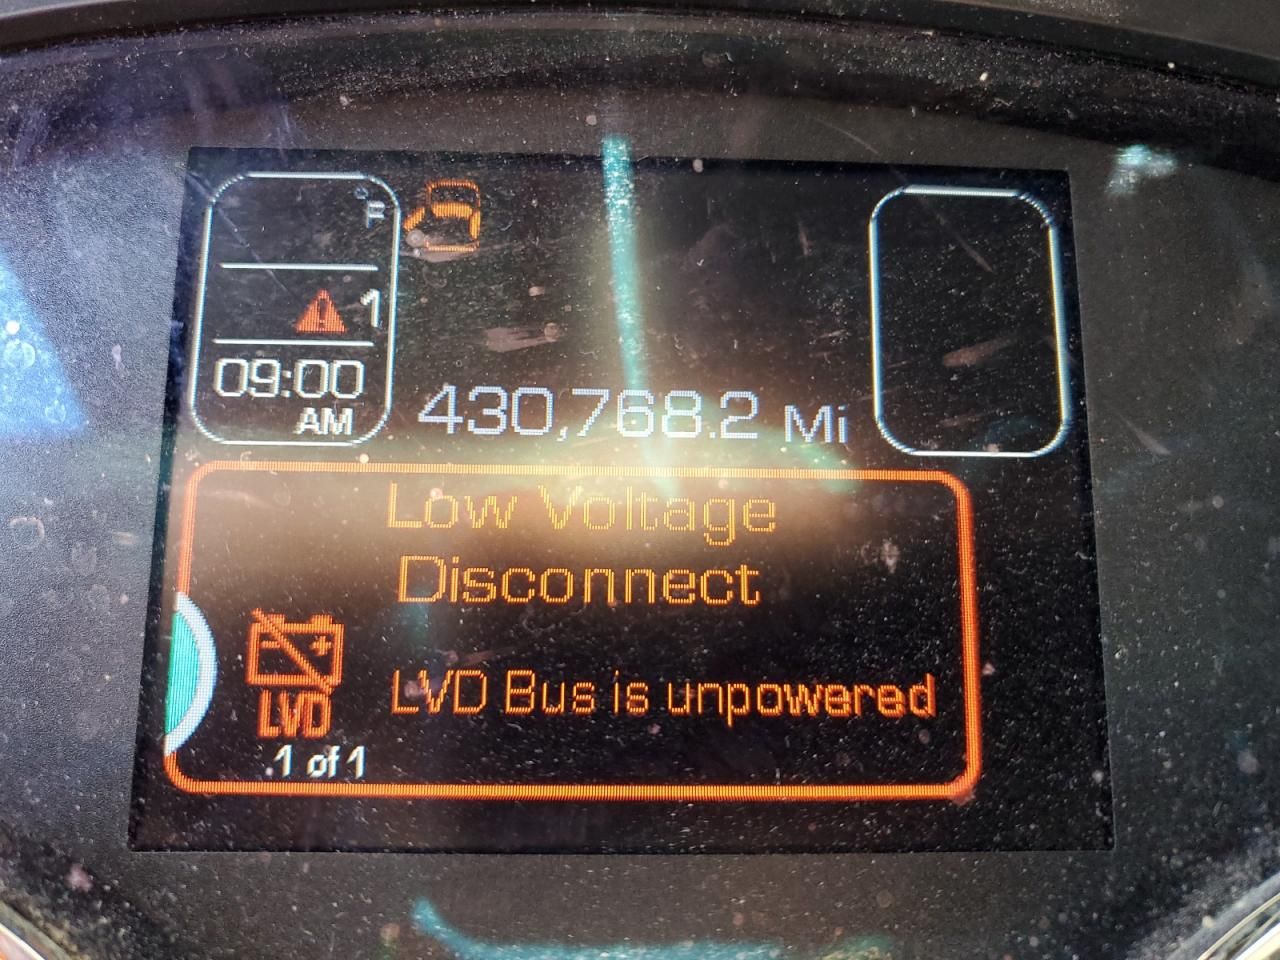 °F
1
09:00
AM
430,768.2 Mi
Low Voltage
Disconnect
LVD
LVD Bus is unpowered
1 of 1